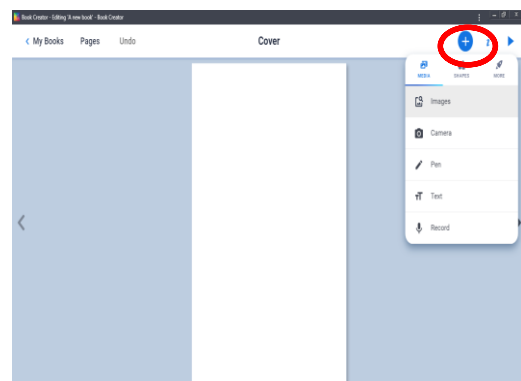 Book Creator - Editing 'A new book' - Book Creator
< My Books Pages Undo Cover
MEDIA SHAPES MORE
Images
Camera
Pen
Text
Record